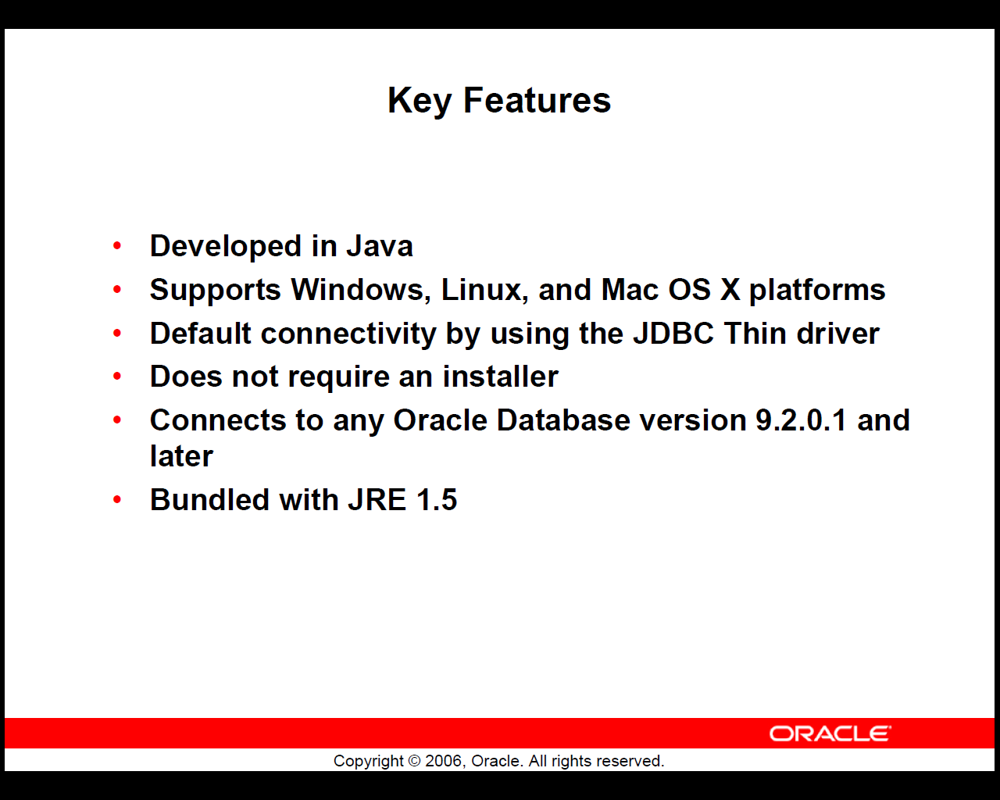 Key Features
• Developed in Java
• Supports Windows, Linux, and Mac OS X platforms
• Default connectivity by using the JDBC Thin driver
• Does not require an installer
• Connects to any Oracle Database version 9.2.0.1 and
later
• Bundled with JRE 1.5
ORACLE
Copyright © 2006, Oracle. All rights reserved.